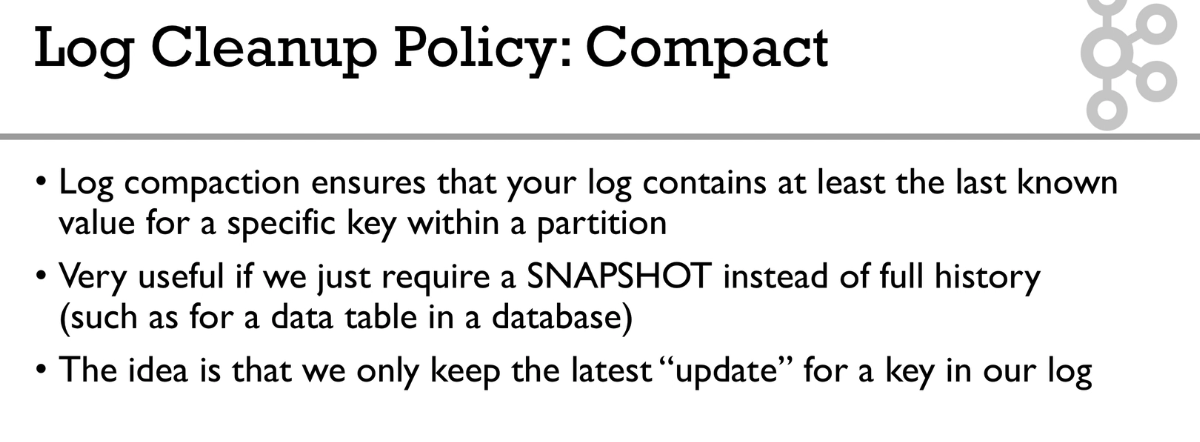 Log Cleanup Policy: Compact
• Log compaction ensures that your log contains at least the last known
value for a specific key within a partition
• Very useful if we just require a SNAPSHOT instead of full history
(such as for a data table in a database)
• The idea is that we only keep the latest “update” for a key in our log